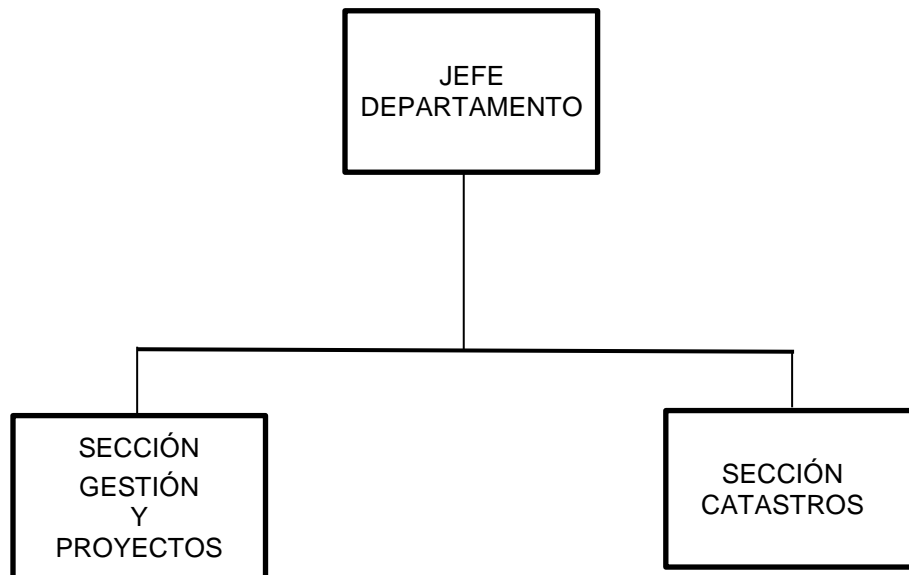 JEFE
DEPARTAMENTO
SECCIÓN
GESTIÓN
Y
PROYECTOS
SECCIÓN
CATASTROS